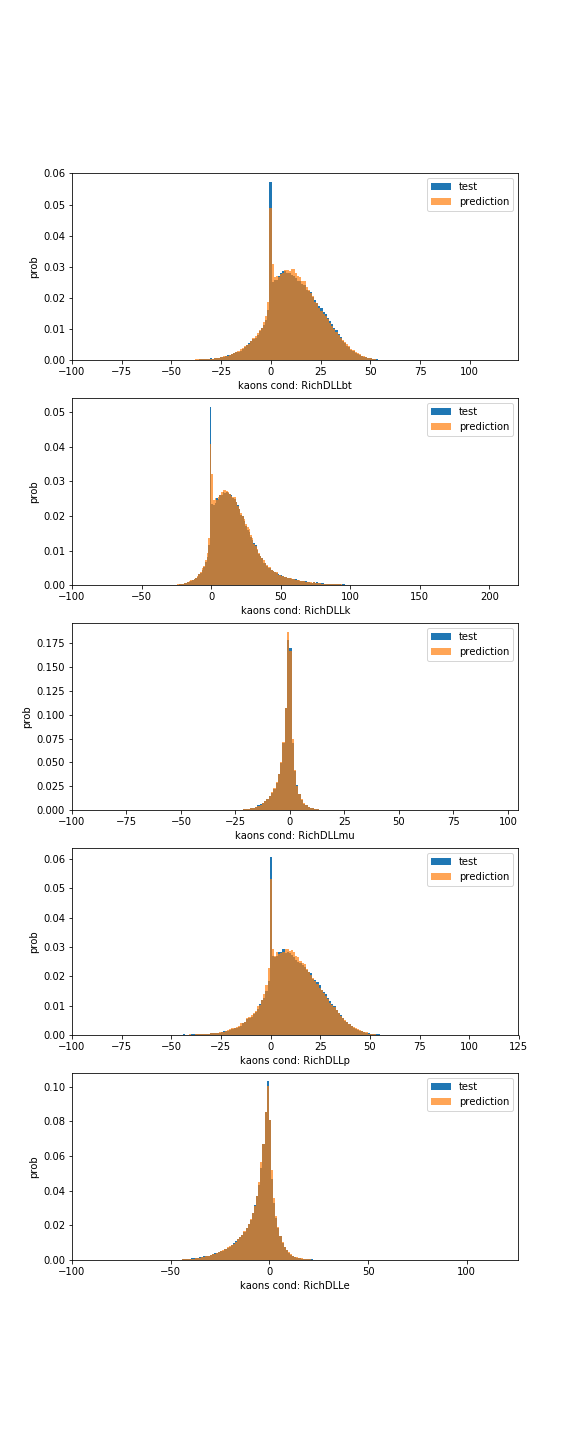 0.06
0.05
0.04
0.03
0.02
0.01
0.00
prob
test
prediction
−100 −75 −50 −25 0 25 50 75 100
kaons cond: RichDLLbt
0.05
0.04
0.03
0.02
0.01
0.00
prob
test
prediction
−100 −50 0 50 100 150 200
kaons cond: RichDLLk
0.175
0.150
0.125
0.100
0.075
0.050
0.025
0.000
prob
test
prediction
−100 −75 −50 −25 0 25 50 75 100
kaons cond: RichDLLmu
0.06
0.05
0.04
0.03
0.02
0.01
0.00
prob
test
prediction
−100 −75 −50 −25 0 25 50 75 100 125
kaons cond: RichDLLp
0.10
0.08
0.06
0.04
0.02
0.00
prob
test
prediction
−100 −50 0 50 100
kaons cond: RichDLLe